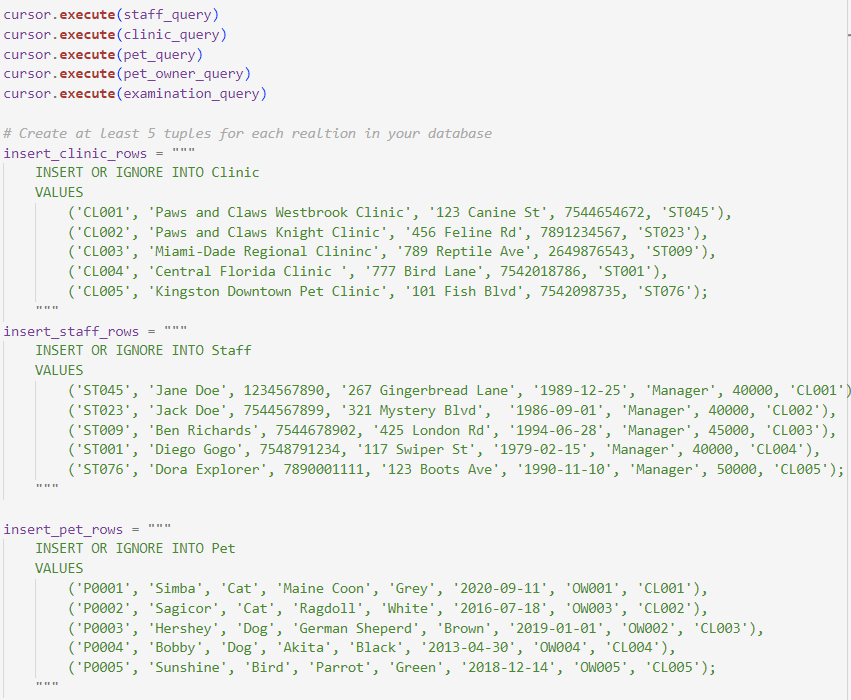 cursor.execute(staff_query)
cursor.execute(clinic_query)
cursor.execute(pet_query)
cursor.execute(pet_owner_query)
cursor.execute(examination_query)
# Create at least 5 tuples for each realtion in your database
insert_clinic_rows = """
INSERT OR IGNORE INTO Clinic
VALUES
('CL001', 'Paws and Claws Westbrook Clinic', '123 Canine St', 7544654672, 'ST045'),
('CL002', 'Paws and Claws Knight Clinic', '456 Feline Rd', 7891234567, 'ST023'),
('CL003', 'Miami-Dade Regional Clininc', '789 Reptile Ave', 2649876543, 'ST009'),
('CL004', 'Central Florida Clinic ', '777 Bird Lane', 7542018786, 'ST001'),
('CL005', 'Kingston Downtown Pet Clinic', '101 Fish Blvd', 7542098735, 'ST076');
"""
insert_staff_rows = """
INSERT OR IGNORE INTO Staff
VALUES
('ST045', 'Jane Doe', 1234567890, '267 Gingerbread Lane', '1989-12-25', 'Manager', 40000, 'CL001')
('ST023', 'Jack Doe', 7544567899, '321 Mystery Blvd',  '1986-09-01', 'Manager', 40000, 'CL002'),
('ST009', 'Ben Richards', 7544678902, '425 London Rd', '1994-06-28', 'Manager', 45000, 'CL003'),
('ST001', 'Diego Gogo', 7548791234, '117 Swiper St', '1979-02-15', 'Manager', 40000, 'CL004'),
('ST076', 'Dora Explorer', 7890001111, '123 Boots Ave', '1990-11-10', 'Manager', 50000, 'CL005');
"""
insert_pet_rows = """
INSERT OR IGNORE INTO Pet
VALUES
('P0001', 'Simba', 'Cat', 'Maine Coon', 'Grey', '2020-09-11', 'OW001', 'CL001'),
('P0002', 'Sagicor', 'Cat', 'Ragdoll', 'White', '2016-07-18', 'OW003', 'CL002'),
('P0003', 'Hershey', 'Dog', 'German Sheperd', 'Brown', '2019-01-01', 'OW002', 'CL003'),
('P0004', 'Bobby', 'Dog', 'Akita', 'Black', '2013-04-30', 'OW004', 'CL004'),
('P0005', 'Sunshine', 'Bird', 'Parrot', 'Green', '2018-12-14', 'OW005', 'CL005');
"""